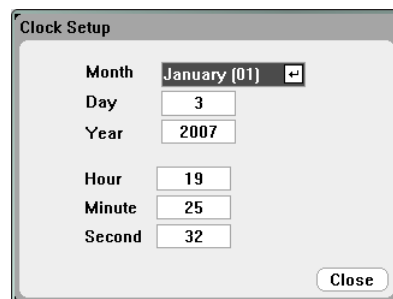 Clock Setup
Month January (01)
Day 3
Year 2007
Hour 19
Minute 25
Second 32
Close